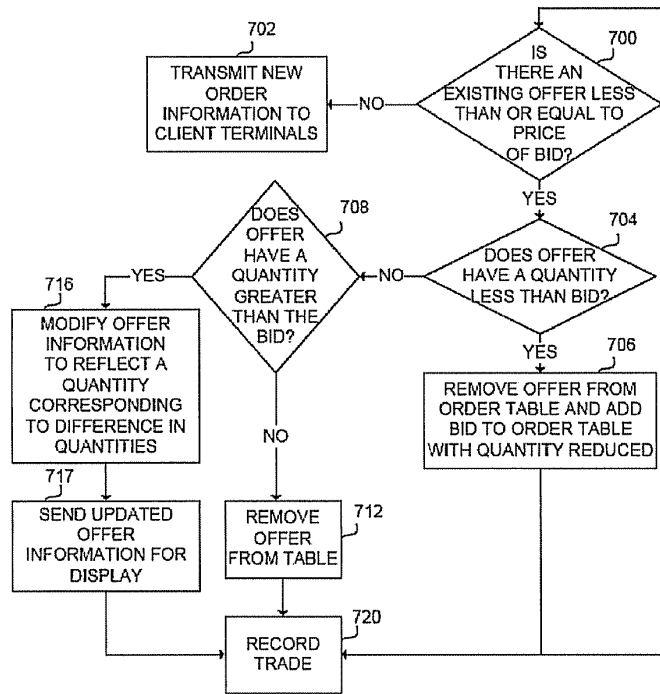 702
TRANSMIT NEW
ORDER
INFORMATION TO
CLIENT TERMINALS
NO
700
IS
THERE AN
EXISTING OFFER LESS
THAN OR EQUAL TO
PRICE
OF BID?
YES
708
DOES
OFFER
HAVE A
QUANTITY
GREATER
THAN THE
BID?
NO
704
DOES OFFER
HAVE A QUANTITY
LESS THAN BID?
YES
716
MODIFY OFFER
INFORMATION
TO REFLECT A
QUANTITY
CORRESPONDING
TO DIFFERENCE IN
QUANTITIES
YES
706
REMOVE OFFER FROM
ORDER TABLE AND ADD
BID TO ORDER TABLE
WITH QUANTITY REDUCED
NO
717
SEND UPDATED
OFFER
INFORMATION FOR
DISPLAY
712
REMOVE
OFFER
FROM TABLE
720
RECORD
TRADE